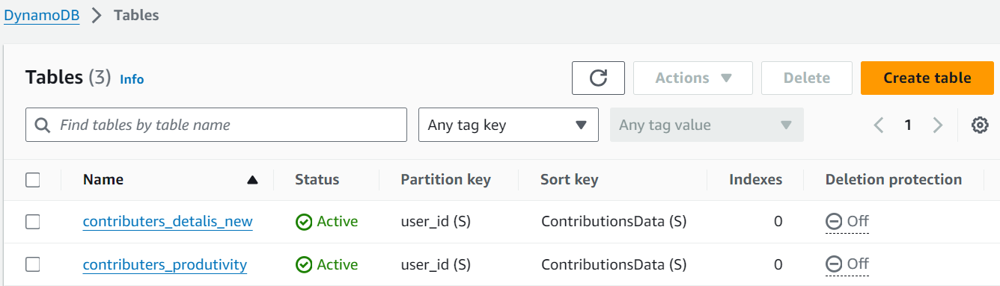 DynamoDB > Tables
Tables (3) Info Actions Delete Create table
Find tables by table name Any tag key Any tag value 1
Name Status Partition key Sort key Indexes Deletion protection
contributers_detalis_new Active user_id (S) ContributionsData (S) 0 Off
contributers_produtivity Active user_id (S) ContributionsData (S) 0 Off